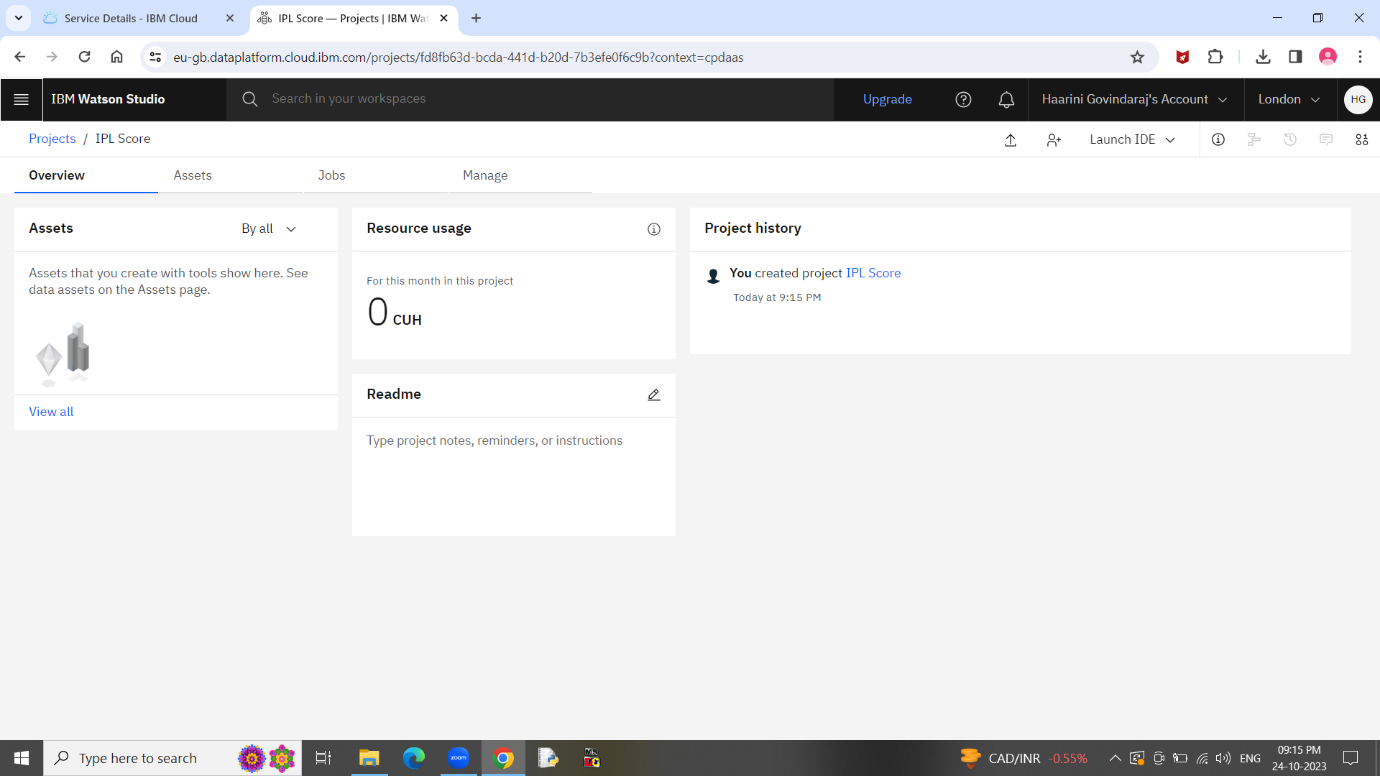 Service Details - IBM Cloud
IPL Score — Projects | IBM Wat
eu-gb.dataplatform.cloud.ibm.com/projects/fd8fb63d-bcda-441d-b20d-7b3efe0f6c9b?context=cpdaas
IBM Watson Studio
Search in your workspaces
Upgrade
Haarini Govindaraj's Account
London
HG
Projects / IPL Score
Launch IDE
Overview
Assets
Jobs
Manage
Assets
By all
Assets that you create with tools show here. See
data assets on the Assets page.
View all
Resource usage
For this month in this project
0 CUH
Readme
Type project notes, reminders, or instructions
Project history
You created project IPL Score
Today at 9:15 PM
Type here to search
zoom
CAD/INR -0.55%
ENG
09:15 PM
24-10-2023